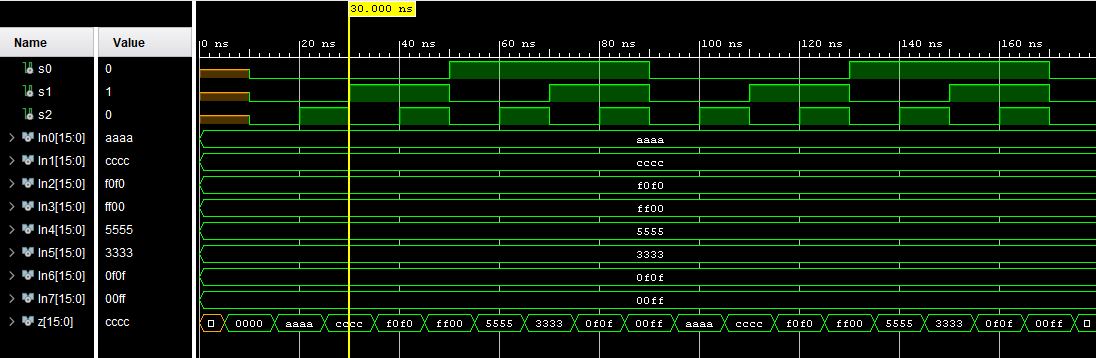 30.000 ns
Name Value 0 ns 20 ns 40 ns 60 ns 80 ns 100 ns 120 ns 140 ns 160 ns
s0 0
s1 1
s2 0
In0[15:0] aaaa aaaa
In1[15:0] cccc cccc
In2[15:0] f0f0 f0f0
In3[15:0] ff00 ff00
In4[15:0] 5555 5555
In5[15:0] 3333 3333
In6[15:0] 0f0f 0f0f
In7[15:0] 00ff 00ff
z[15:0] cccc 0000 aaaa cccc f0f0 ff00 5555 3333 0f0f 00ff aaaa cccc f0f0 ff00 5555 3333 0f0f 00ff